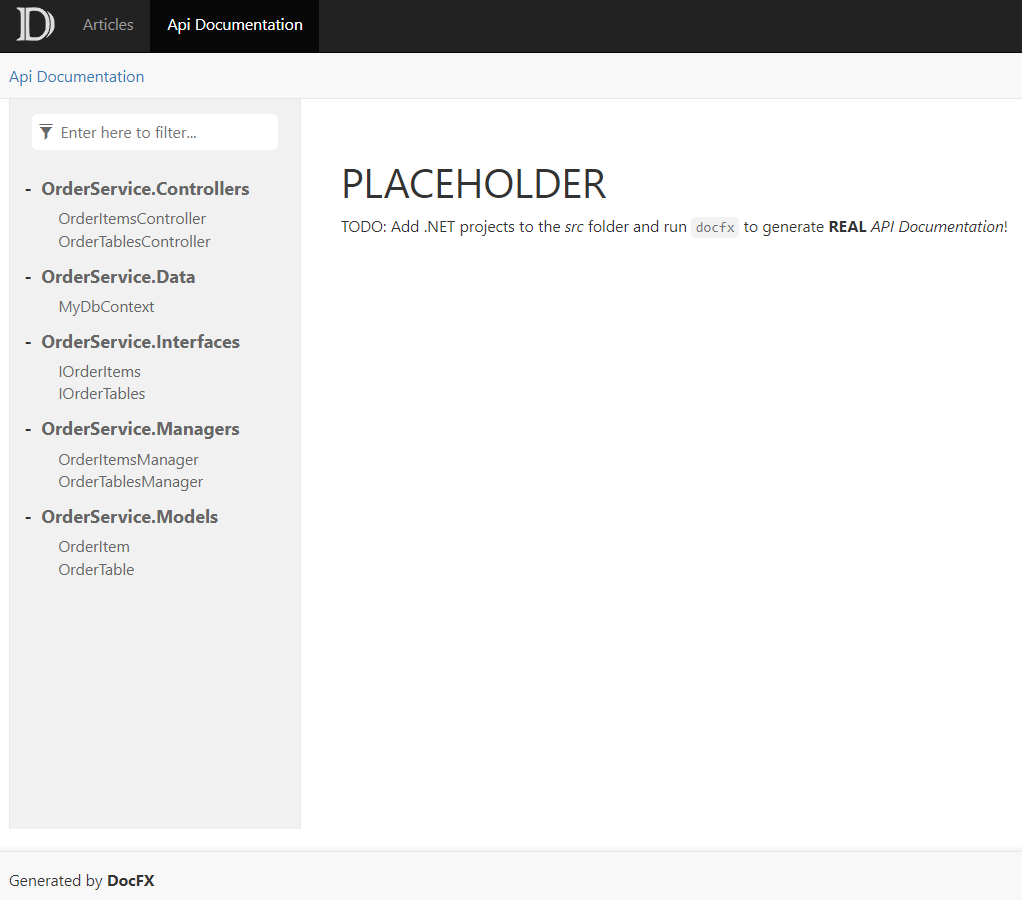 D
Articles
Api Documentation
Api Documentation
Enter here to filter...
- OrderService.Controllers
OrderItemsController
OrderTablesController
- OrderService.Data
MyDbContext
- OrderService.Interfaces
IOrderItems
IOrderTables
- OrderService.Managers
OrderItemsManager
OrderTablesManager
- OrderService.Models
OrderItem
OrderTable
PLACEHOLDER
TODO: Add .NET projects to the src folder and run docfx to generate REAL API Documentation!
Generated by DocFX